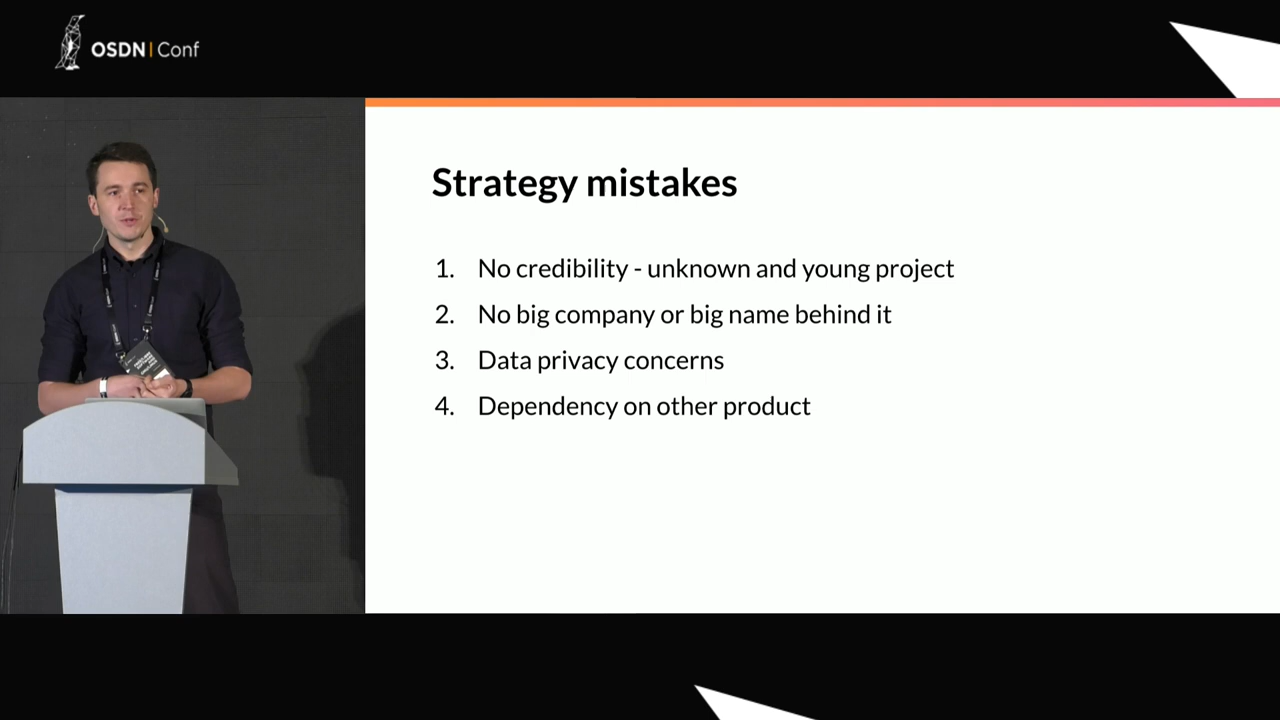 OSDN | Conf
Strategy mistakes
1. No credibility - unknown and young project
2. No big company or big name behind it
3. Data privacy concerns
4. Dependency on other product